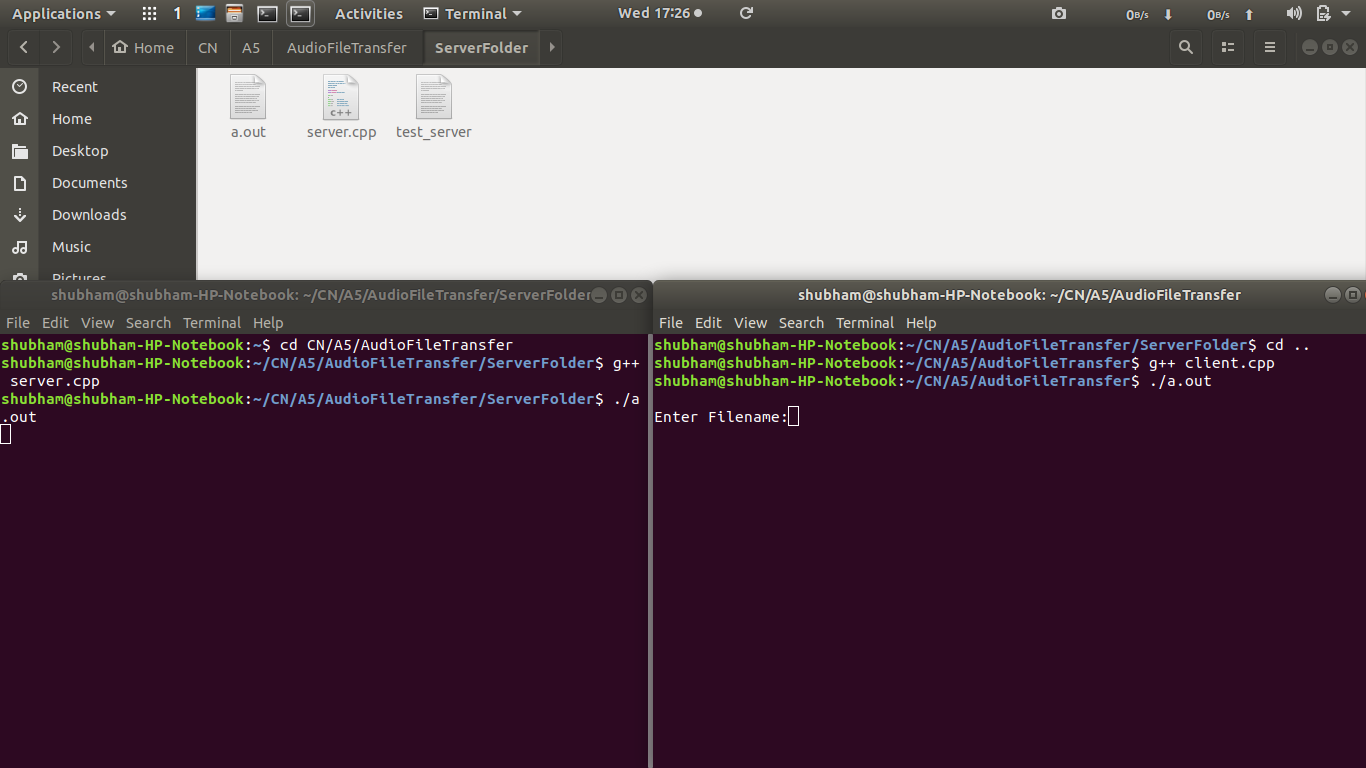 Applications 1 Activities Terminal Wed 17:26 0B/s 0B/s
Home CN A5 AudioFileTransfer ServerFolder
Recent
Home
Desktop
Documents
Downloads
Music
Pictures
c++
a.out server.cpp test_server
shubham@shubham-HP-Notebook: ~/CN/A5/AudioFileTransfer/ServerFolder
File Edit View Search Terminal Help
shubham@shubham-HP-Notebook:~$ cd CN/A5/AudioFileTransfer
shubham@shubham-HP-Notebook:~/CN/A5/AudioFileTransfer/ServerFolder$ g++
 server.cpp
shubham@shubham-HP-Notebook:~/CN/A5/AudioFileTransfer/ServerFolder$ ./a
.out
shubham@shubham-HP-Notebook: ~/CN/A5/AudioFileTransfer
File Edit View Search Terminal Help
shubham@shubham-HP-Notebook:~/CN/A5/AudioFileTransfer/ServerFolder$ cd ..
shubham@shubham-HP-Notebook:~/CN/A5/AudioFileTransfer$ g++ client.cpp
shubham@shubham-HP-Notebook:~/CN/A5/AudioFileTransfer$ ./a.out
Enter Filename: